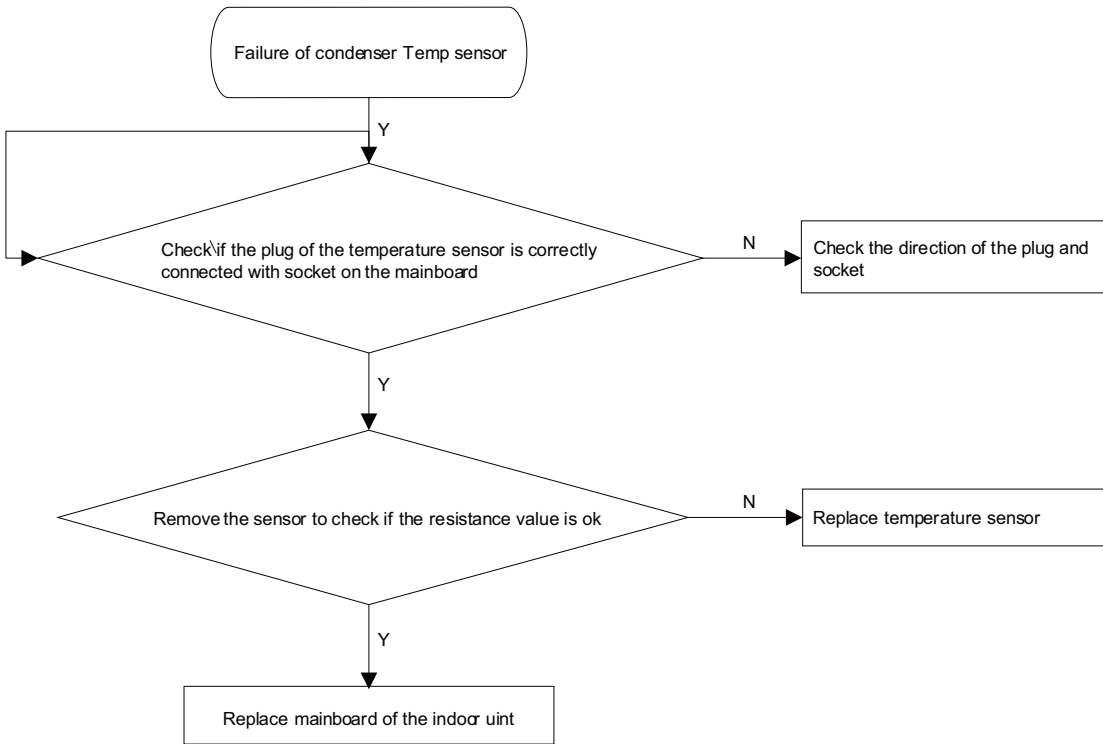 Failure of condenser Temp sensor
Y
Check\if the plug of the temperature sensor is correctly
connected with socket on the mainboard
N
Check the direction of the plug and
socket
Y
Remove the sensor to check if the resistance value is ok
N
Replace temperature sensor
Y
Replace mainboard of the indoor uint